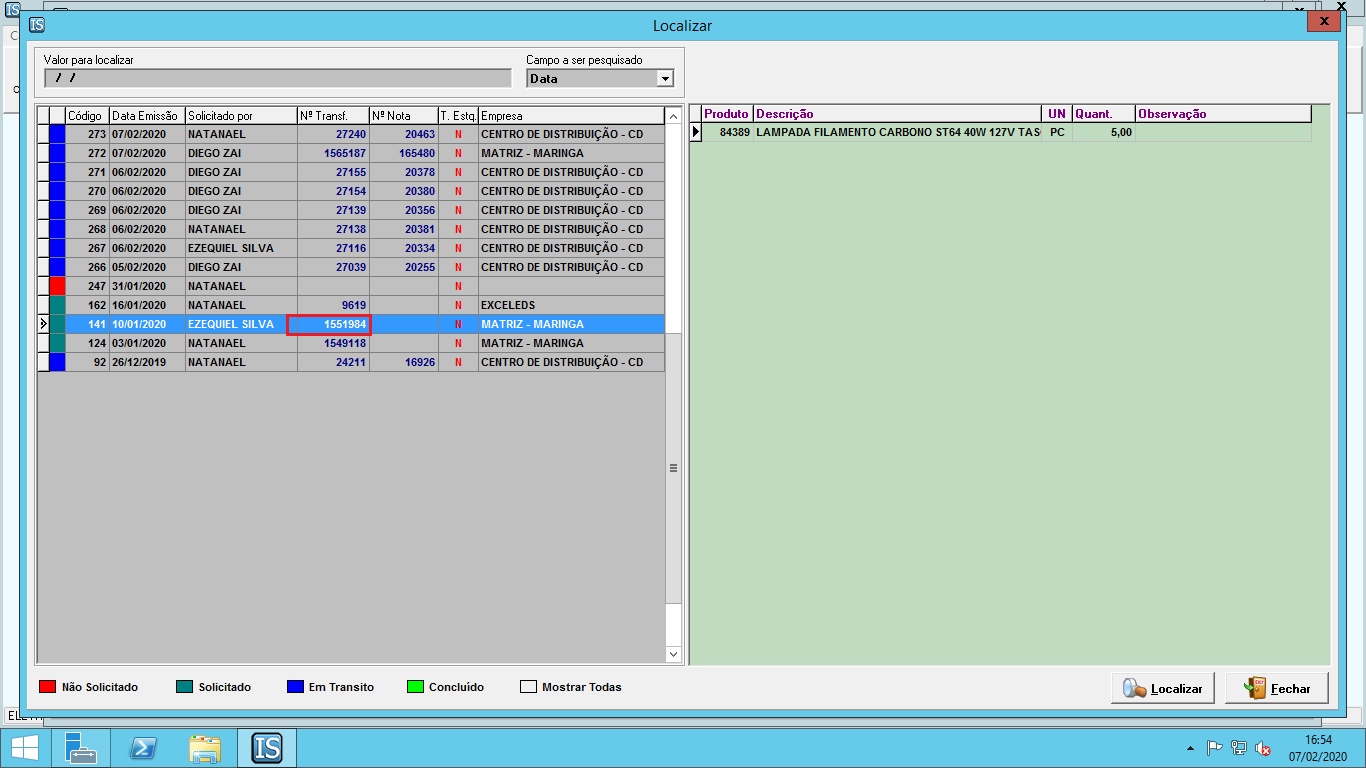 IS
Localizar
Valor para localizar
Campo a ser pesquisado
/ /
Data
Código Data Emissão Solicitado por Nº Transf. Nº Nota T. Estq. Empresa
273 07/02/2020 NATANAEL 27240 20463 N CENTRO DE DISTRIBUIÇÃO - CD
272 07/02/2020 DIEGO ZAI 1565187 165480 N MATRIZ - MARINGA
271 06/02/2020 DIEGO ZAI 27155 20378 N CENTRO DE DISTRIBUIÇÃO - CD
270 06/02/2020 DIEGO ZAI 27154 20380 N CENTRO DE DISTRIBUIÇÃO - CD
269 06/02/2020 DIEGO ZAI 27139 20356 N CENTRO DE DISTRIBUIÇÃO - CD
268 06/02/2020 NATANAEL 27138 20381 N CENTRO DE DISTRIBUIÇÃO - CD
267 06/02/2020 EZEQUIEL SILVA 27116 20334 N CENTRO DE DISTRIBUIÇÃO - CD
266 05/02/2020 DIEGO ZAI 27039 20255 N CENTRO DE DISTRIBUIÇÃO - CD
247 31/01/2020 NATANAEL N
162 16/01/2020 NATANAEL 9619 N EXCELEDS
141 10/01/2020 EZEQUIEL SILVA 1551984 N MATRIZ - MARINGA
124 03/01/2020 NATANAEL 1549118 N MATRIZ - MARINGA
92 26/12/2019 NATANAEL 24211 16926 N CENTRO DE DISTRIBUIÇÃO - CD
Produto Descrição UN Quant. Observação
84389 LAMPADA FILAMENTO CARBONO ST64 40W 127V PC 5,00
Não Solicitado Solicitado Em Transito Concluído Mostrar Todas
Localizar Fechar
IS
16:54
07/02/2020